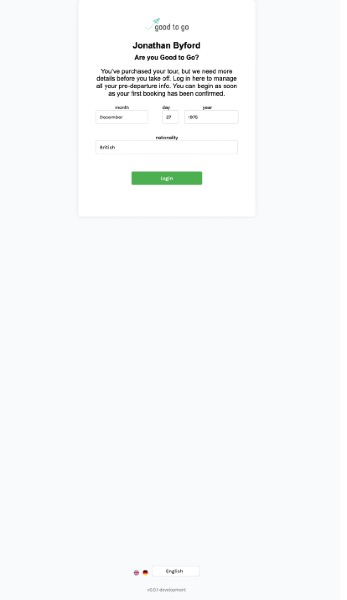 good to go
Jonathan Byford
Are you Good to Go?
You've purchased your tour, but we need more
details before you take off. Log in here to manage
all your pre-departure info. You can begin as soon
as your first booking has been confirmed.
month day year
December 27 1976
nationality
British
login
English
v0.0.1 development